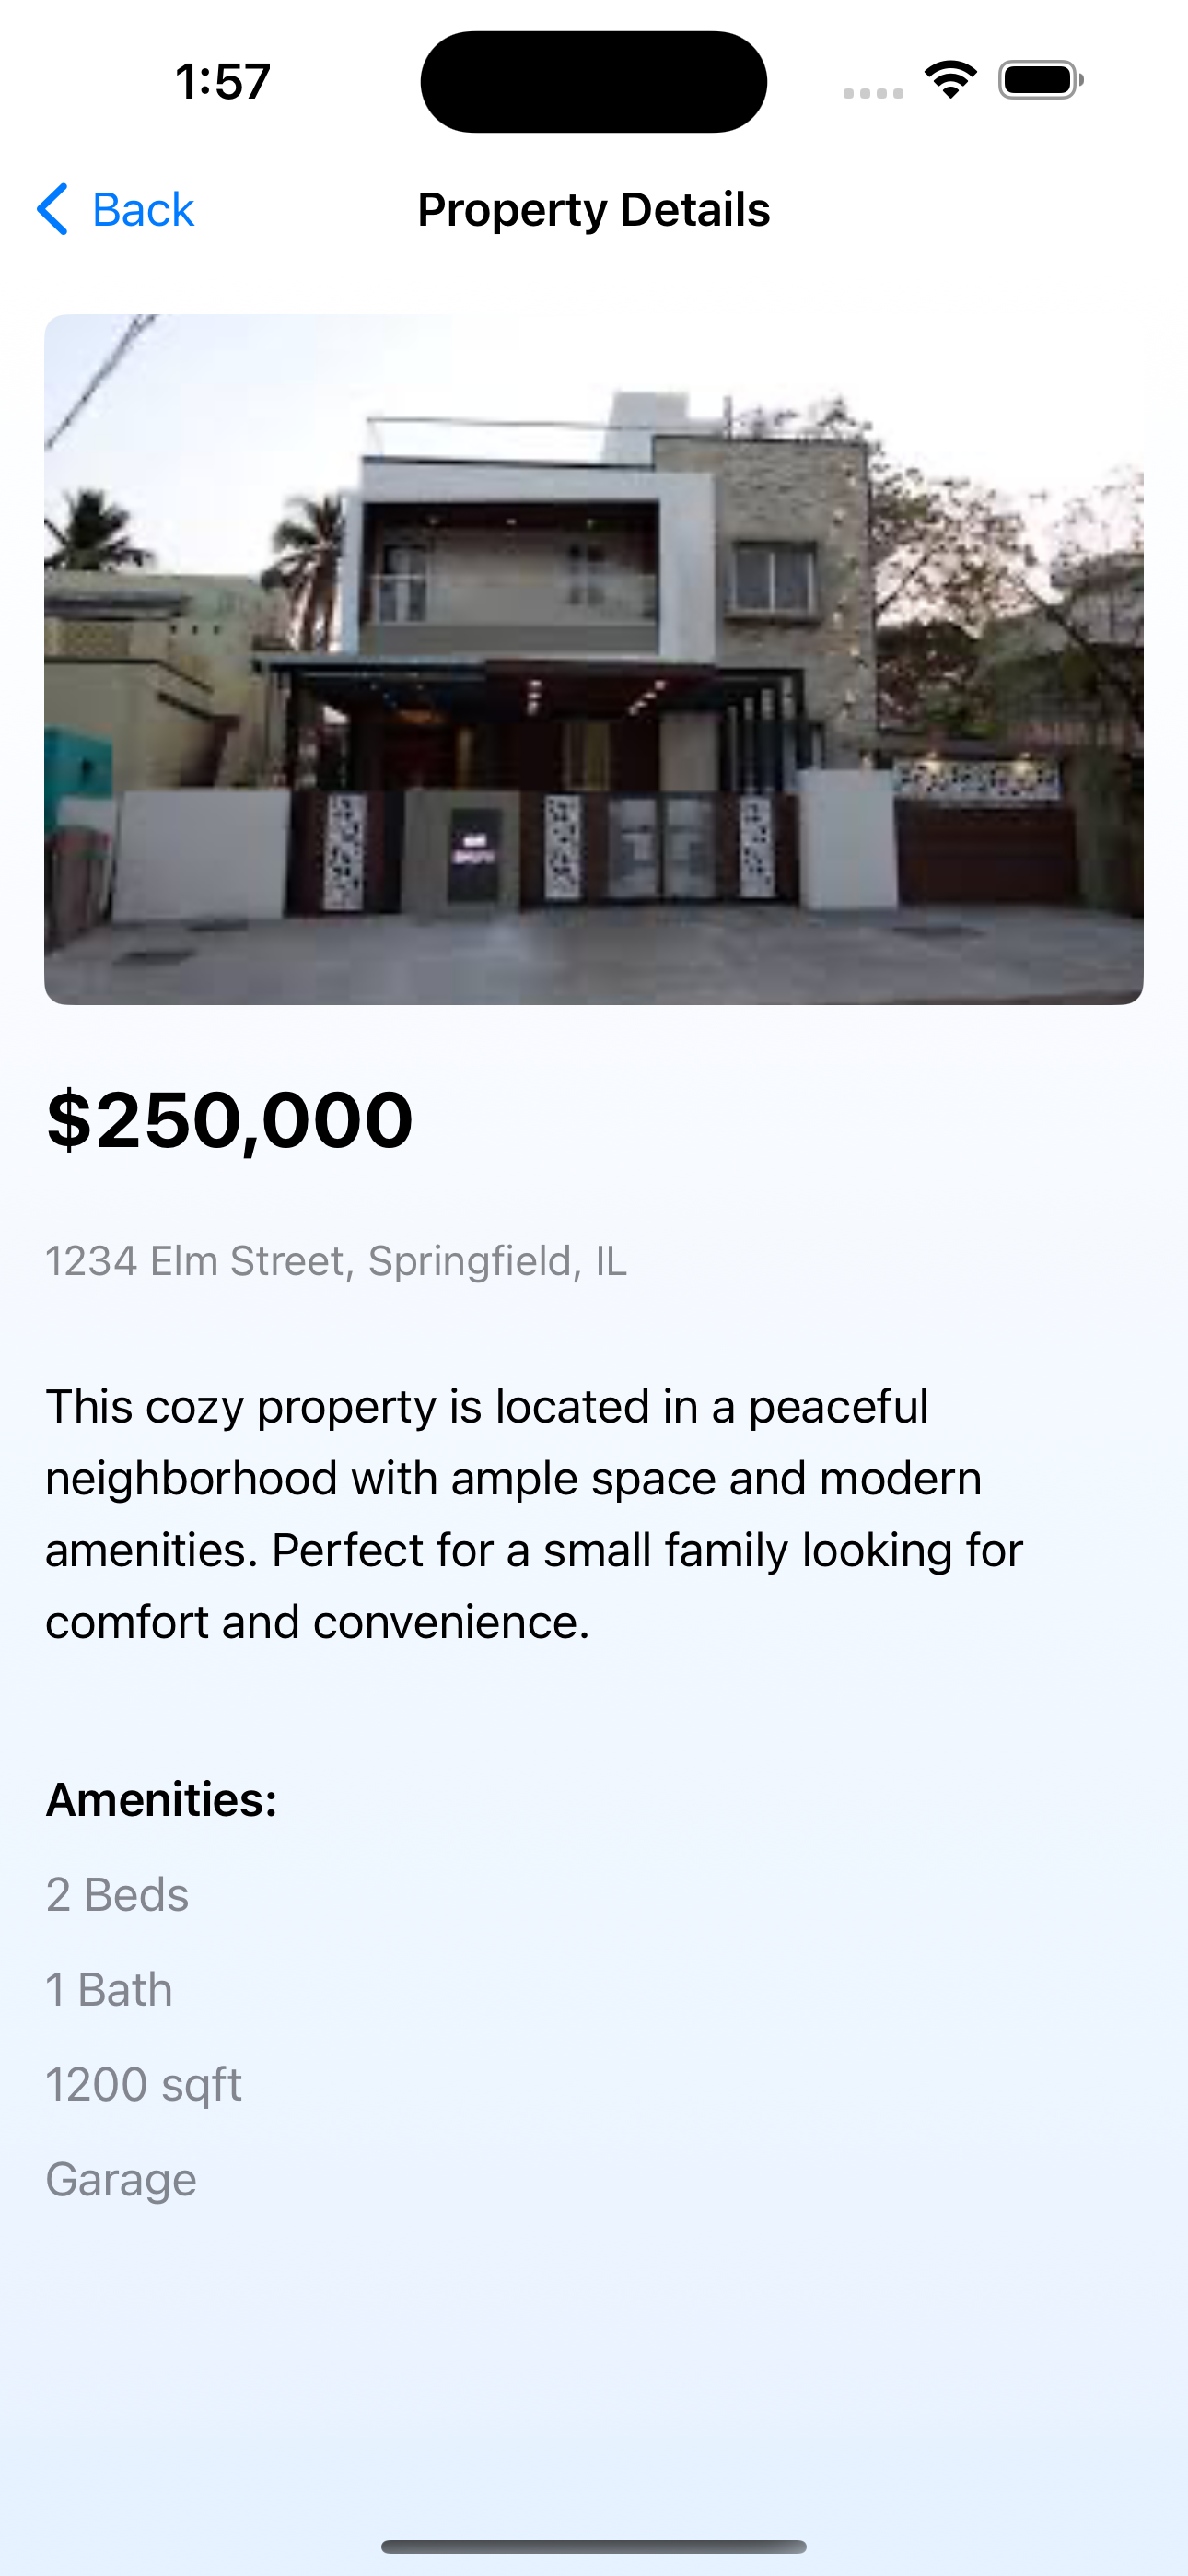 1:57
Back
Property Details
$250,000
1234 Elm Street, Springfield, IL
This cozy property is located in a peaceful
neighborhood with ample space and modern
amenities. Perfect for a small family looking for
comfort and convenience.
Amenities:
2 Beds
1 Bath
1200 sqft
Garage